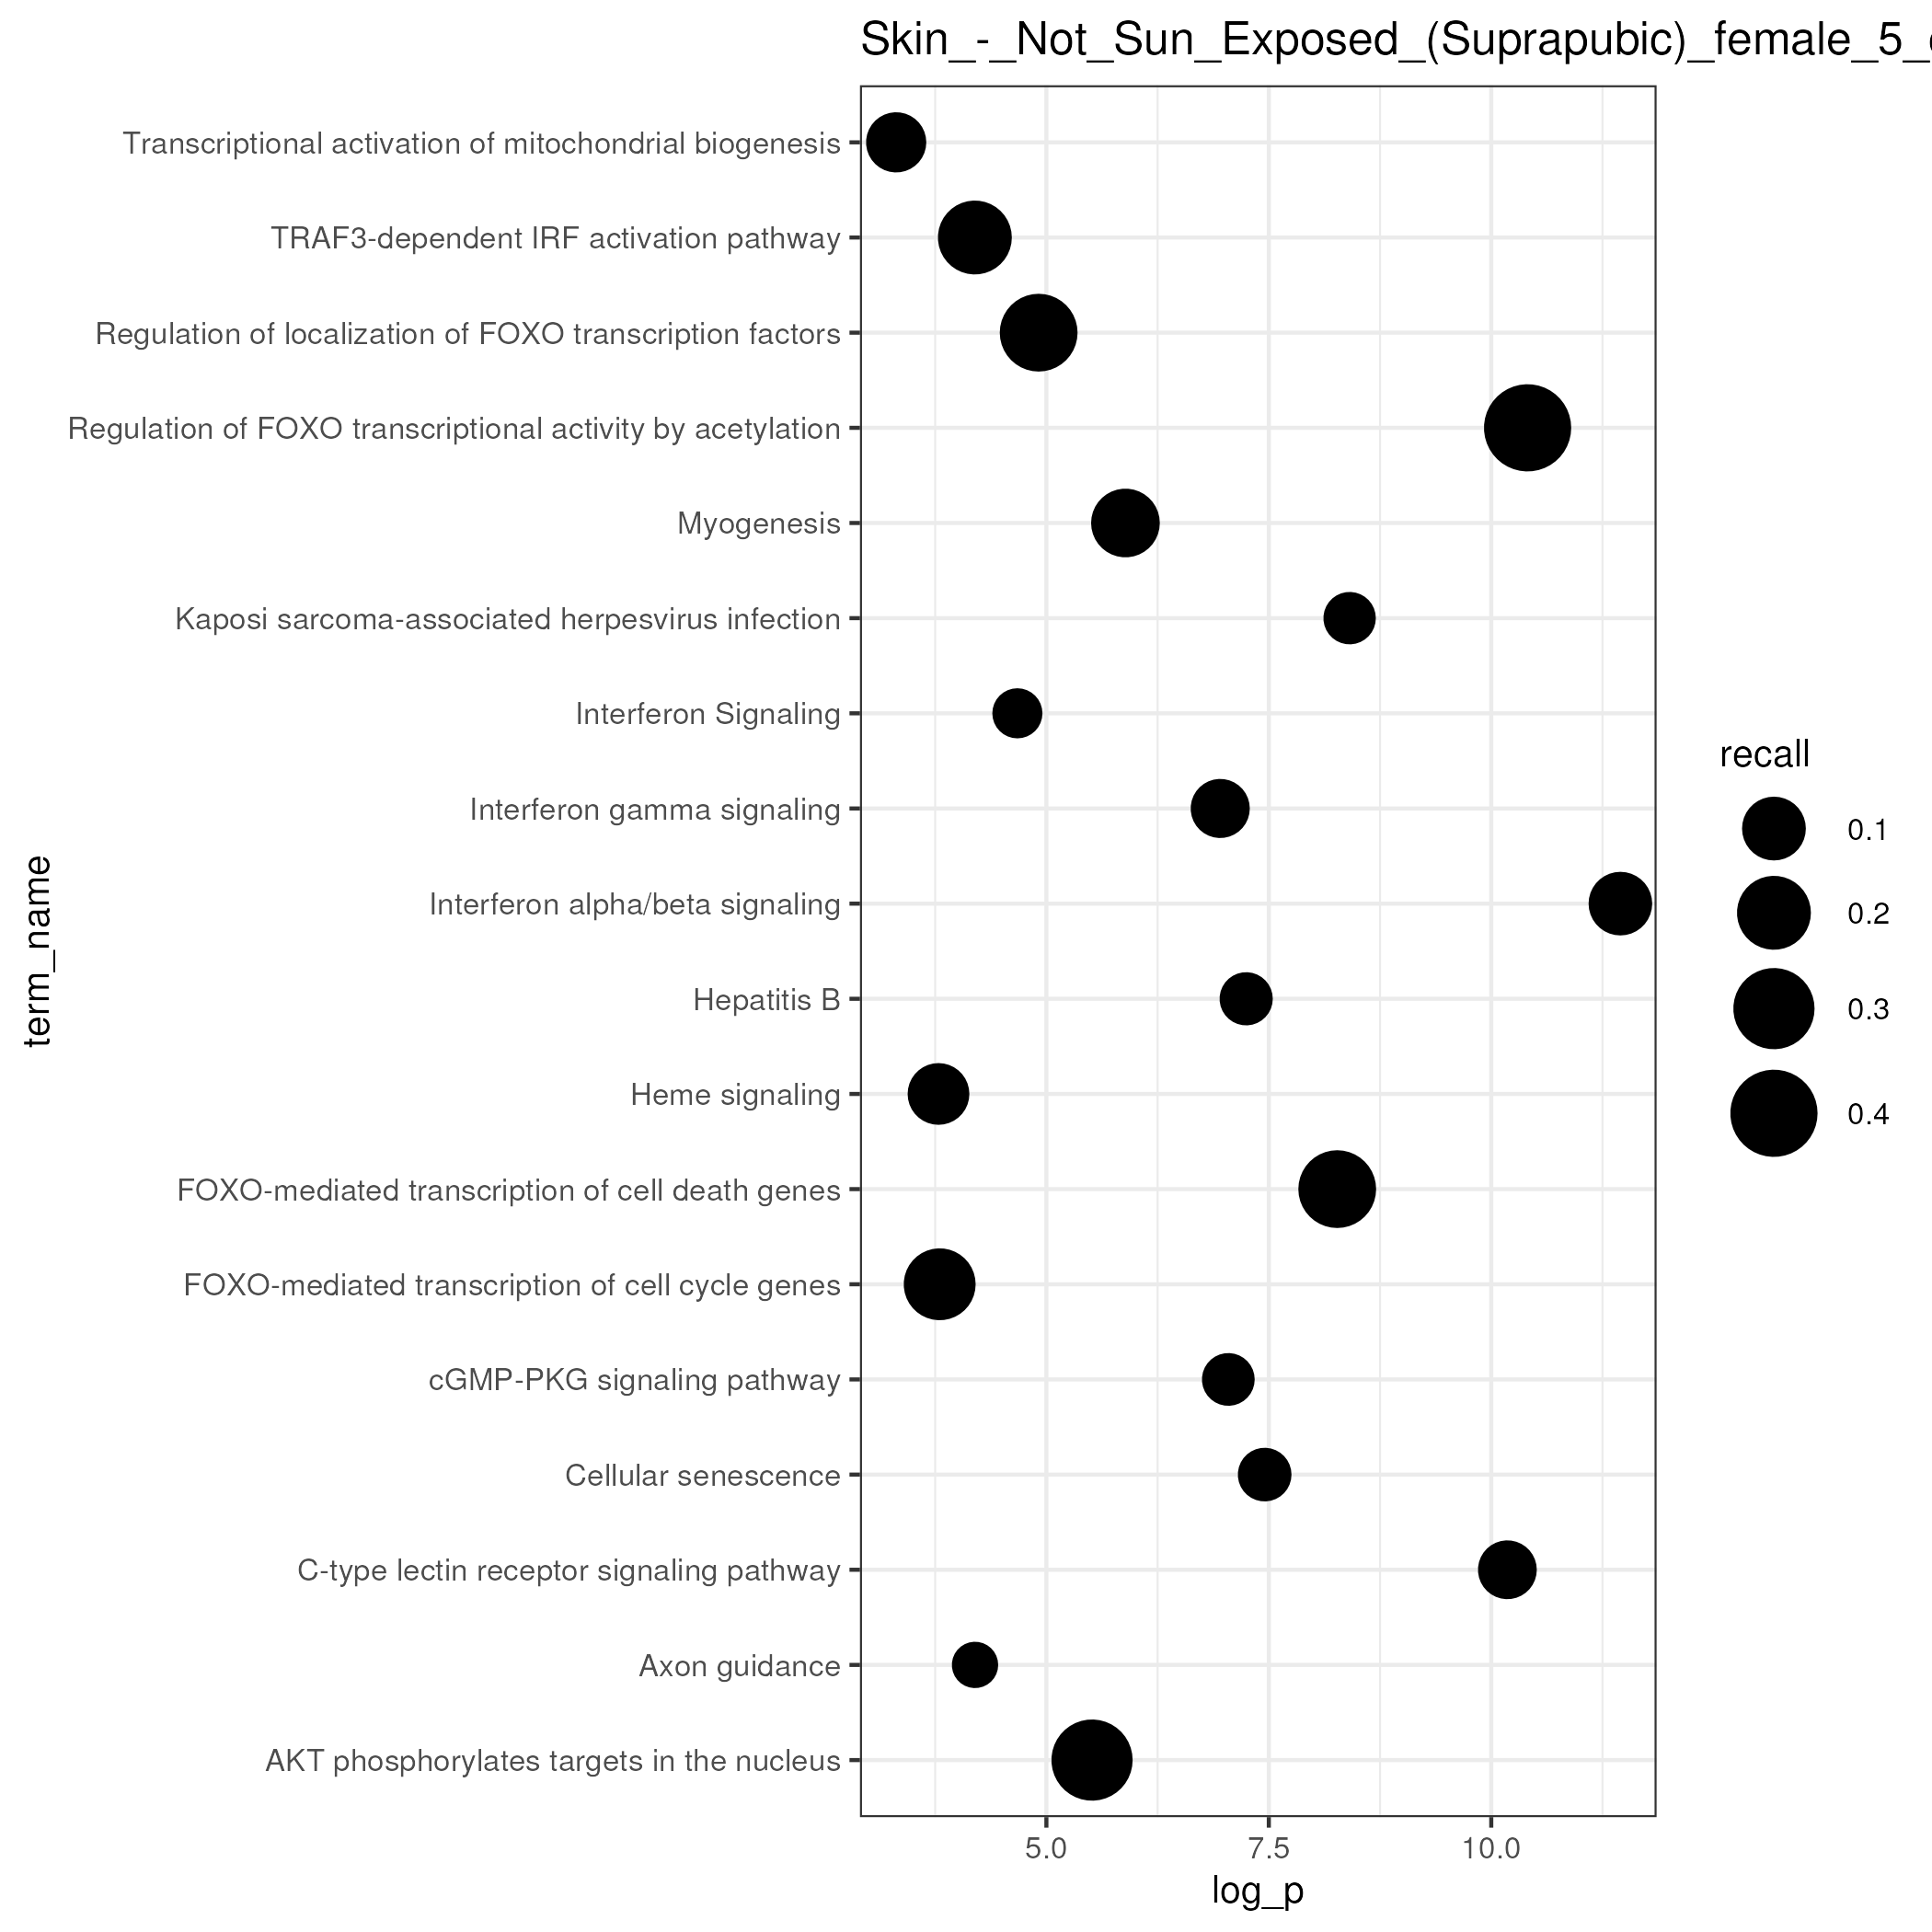 Skin_-_Not_Sun_Exposed_(Suprapubic)_female_5_
Transcriptional activation of mitochondrial biogenesis
TRAF3-dependent IRF activation pathway
Regulation of localization of FOXO transcription factors
Regulation of FOXO transcriptional activity by acetylation
Myogenesis
Kaposi sarcoma-associated herpesvirus infection
Interferon Signaling
Interferon gamma signaling
Interferon alpha/beta signaling
Hepatitis B
Heme signaling
FOXO-mediated transcription of cell death genes
FOXO-mediated transcription of cell cycle genes
cGMP-PKG signaling pathway
Cellular senescence
C-type lectin receptor signaling pathway
Axon guidance
AKT phosphorylates targets in the nucleus
term_name
5.0
7.5
10.0
log_p
recall
0.1
0.2
0.3
0.4